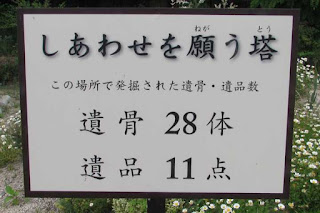 しあわせを願う塔
この場所で発掘された遺骨・遺品数
遺骨 28体
遺品 11点